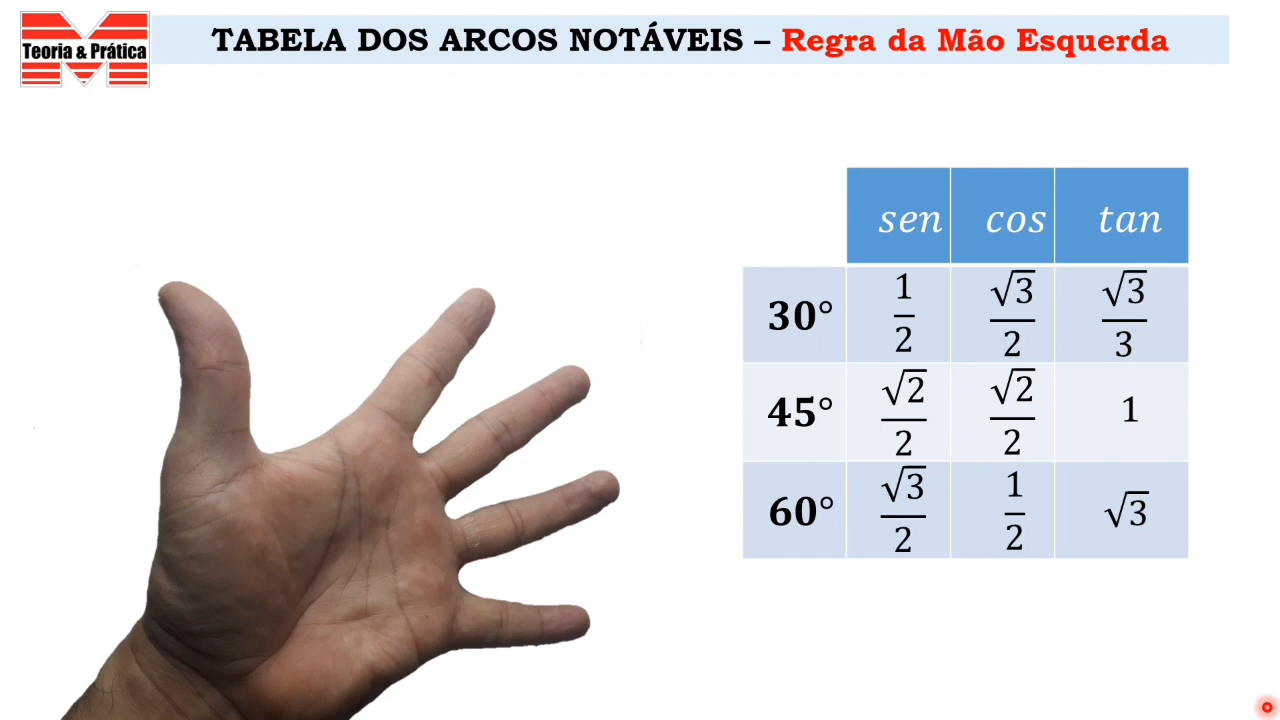 Teoria & Prática
TABELA DOS ARCOS NOTÁVEIS – Regra da Mão Esquerda
sen cos tan
30° 1/2 √3/2 √3/3
45° √2/2 √2/2 1
60° √3/2 1/2 √3